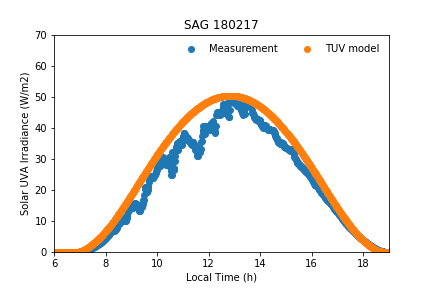 SAG 180217
Measurement TUV model
Solar UVA Irradiance (W/m2)
70
60
50
40
30
20
10
0
6 8 10 12 14 16 18
Local Time (h)